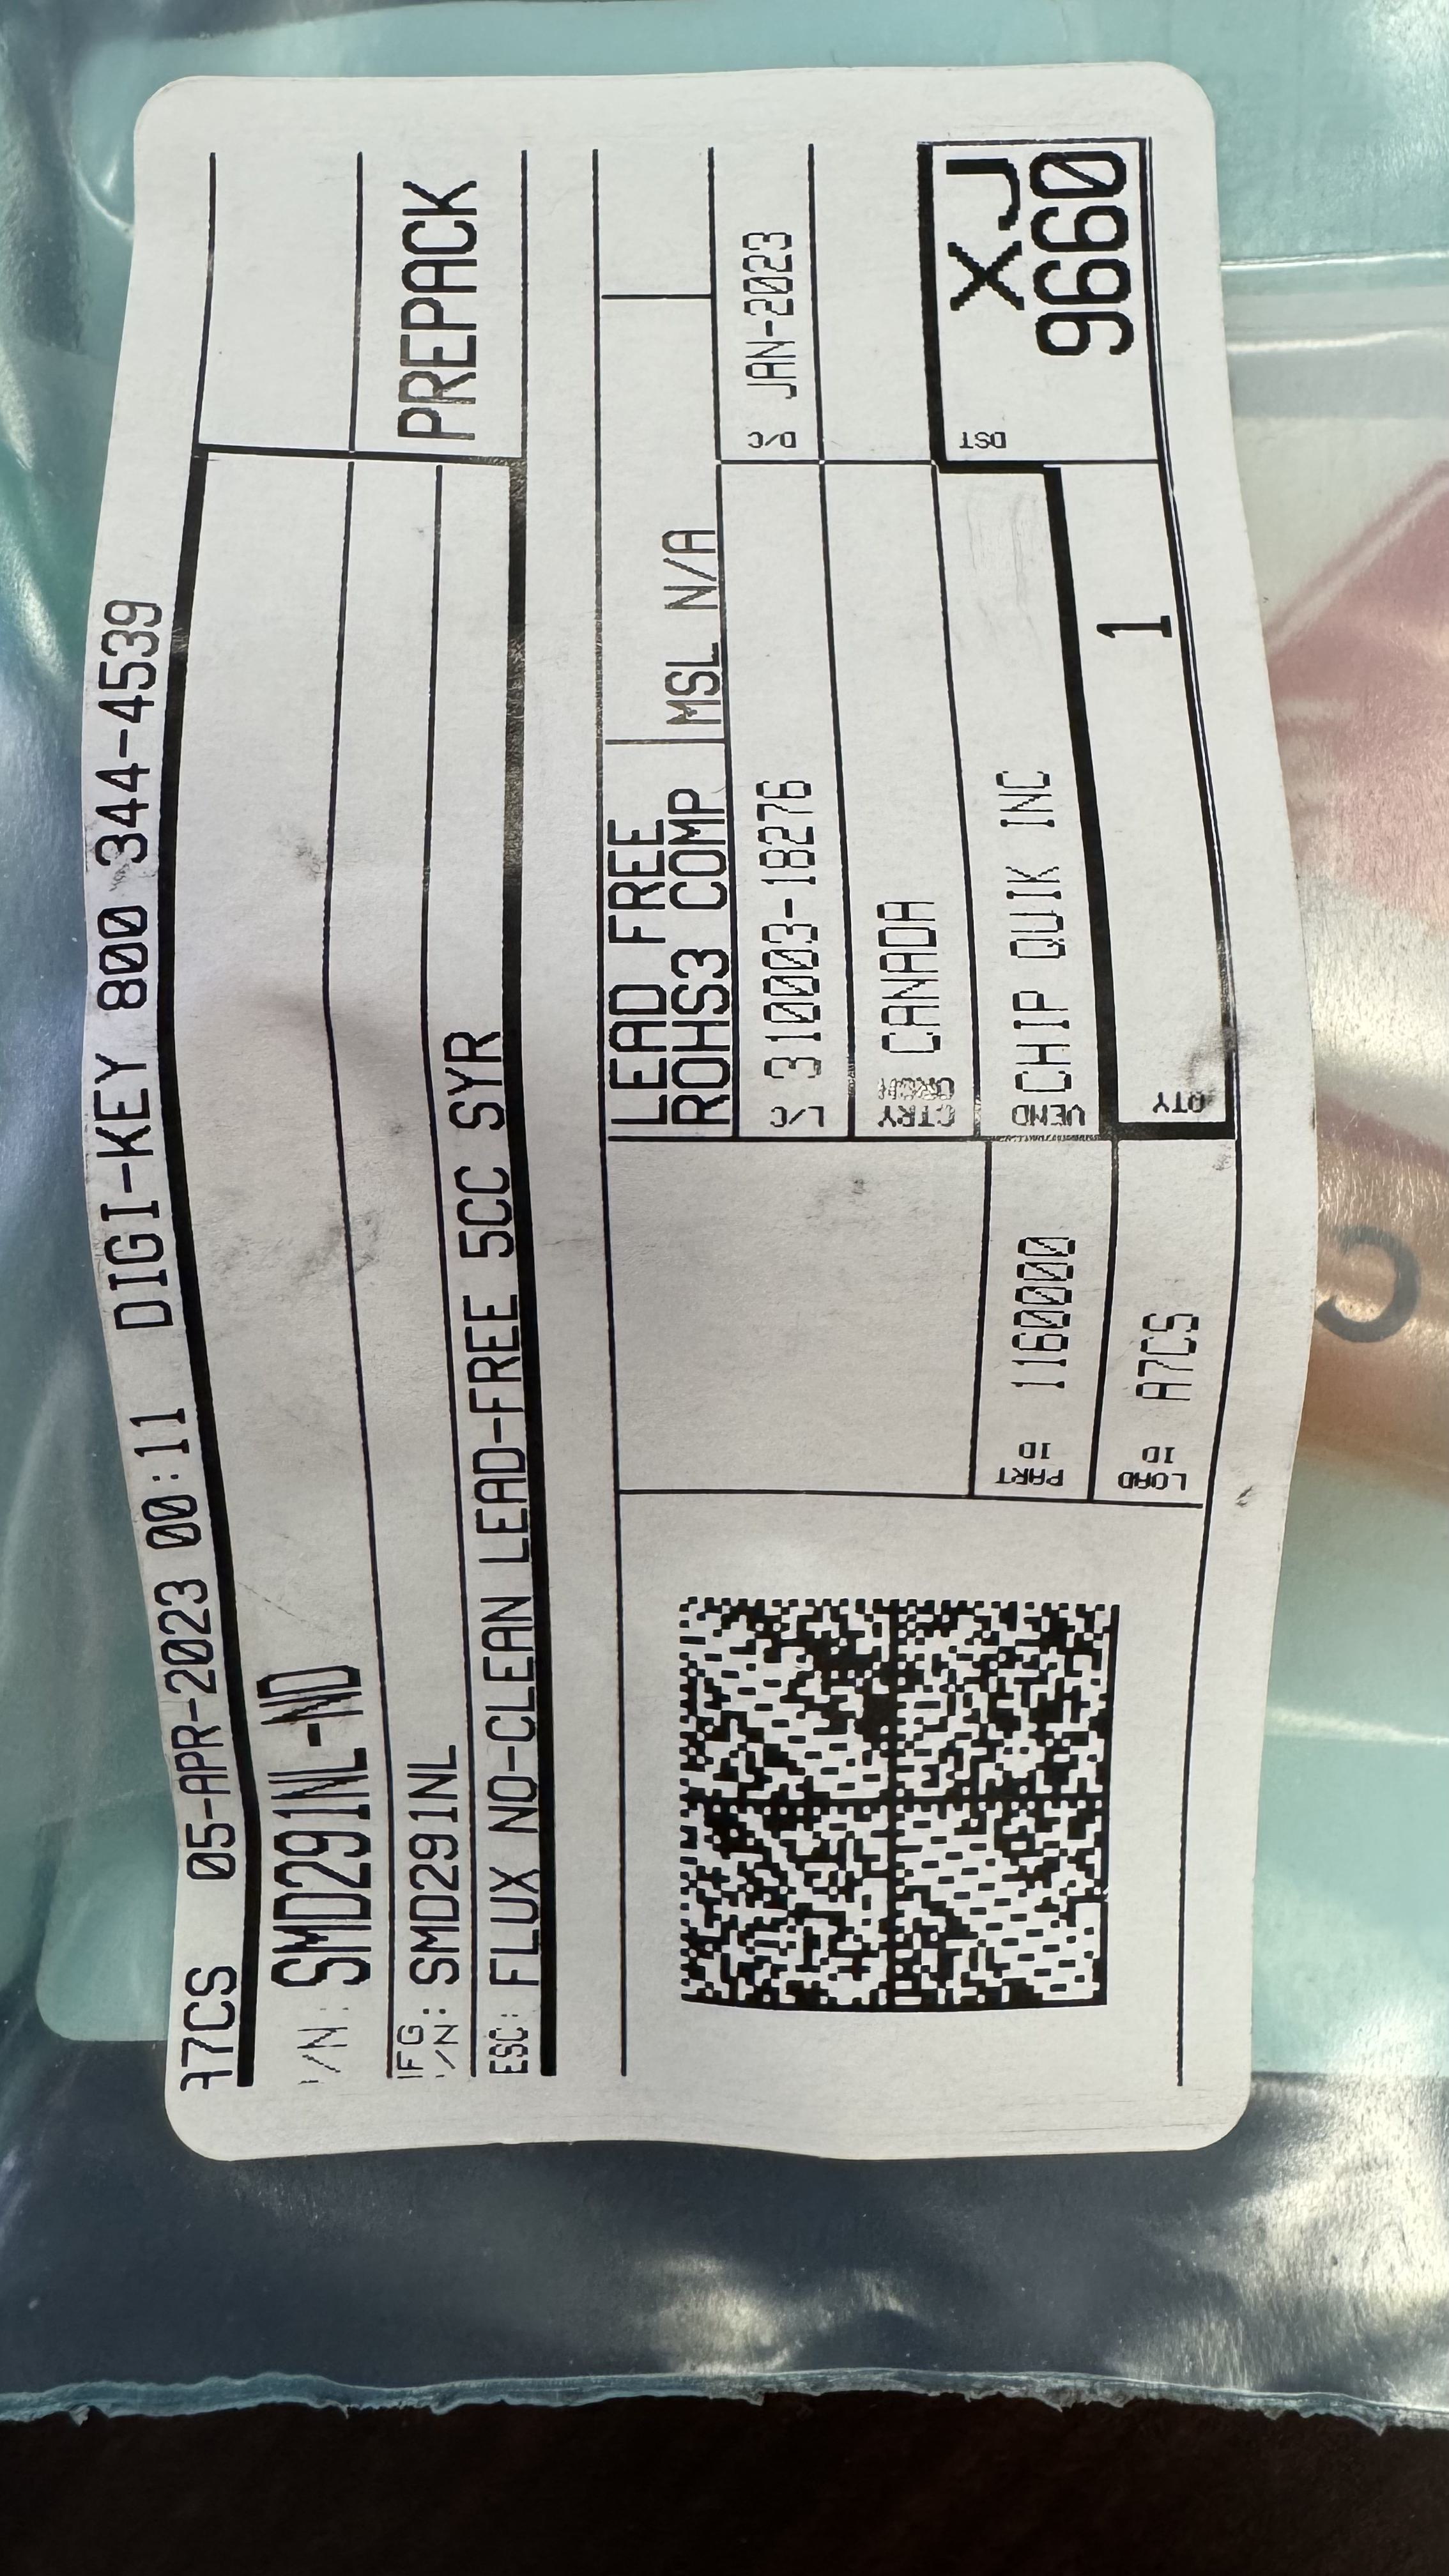 A7CS 05-APR-2023 00:11 DIGI-KEY 800 344-4539
/N: SMD291NL-ND
IFG
/N: SMD291NL
PREPACK
ESC: FLUX NO-CLEAN LEAD-FREE 5CC SYR
LEAD FREE
ROHS3 COMP
MSL N/A
L/C 310003-18276
D/C JAN-2023
CTRY
ORGN
CANADA
PART
ID
1160000
VEND CHIP QUIK INC
LOAD
ID
A7CS
QTY 1
DST
XJ
9660
C